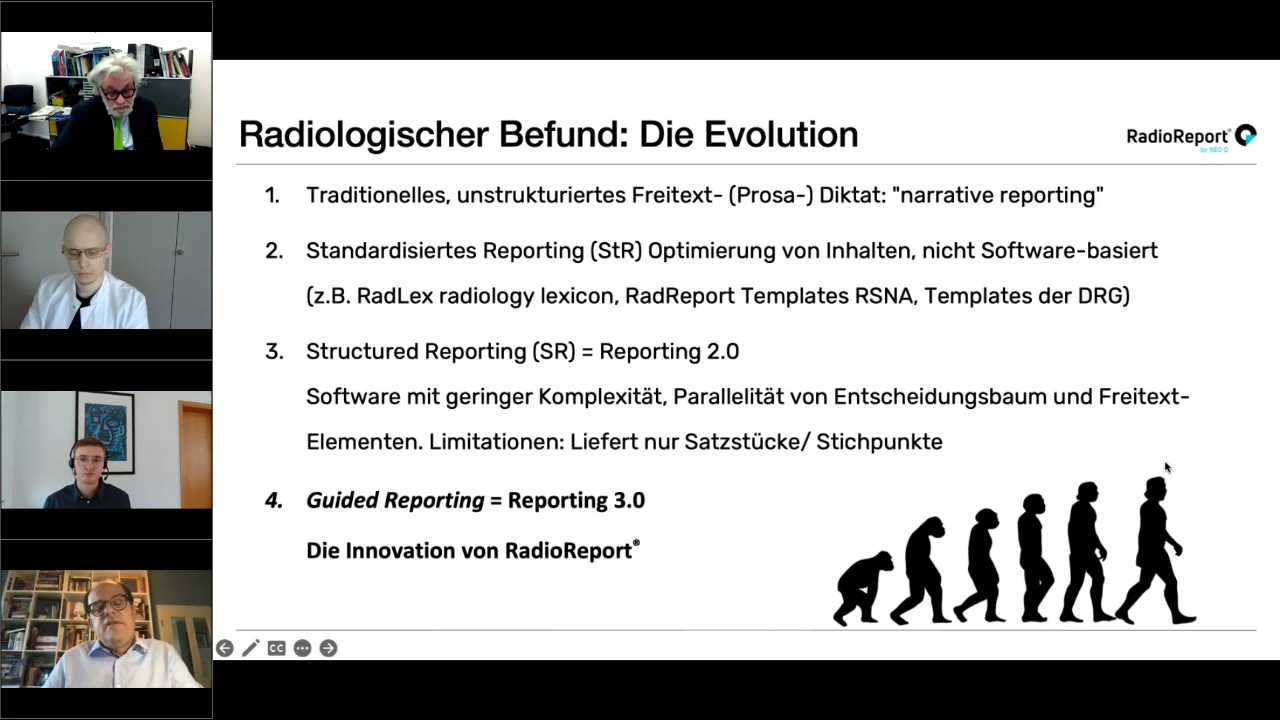 Radiologischer Befund: Die Evolution
RadioReport®
by NEO Q
1. Traditionelles, unstrukturiertes Freitext- (Prosa-) Diktat: "narrative reporting"
2. Standardisiertes Reporting (StR) Optimierung von Inhalten, nicht Software-basiert
(z.B. RadLex radiology lexicon, RadReport Templates RSNA, Templates der DRG)
3. Structured Reporting (SR) = Reporting 2.0
Software mit geringer Komplexität, Parallelität von Entscheidungsbaum und Freitext-
Elementen. Limitationen: Liefert nur Satzstücke/ Stichpunkte
4. Guided Reporting = Reporting 3.0
Die Innovation von RadioReport®
CC